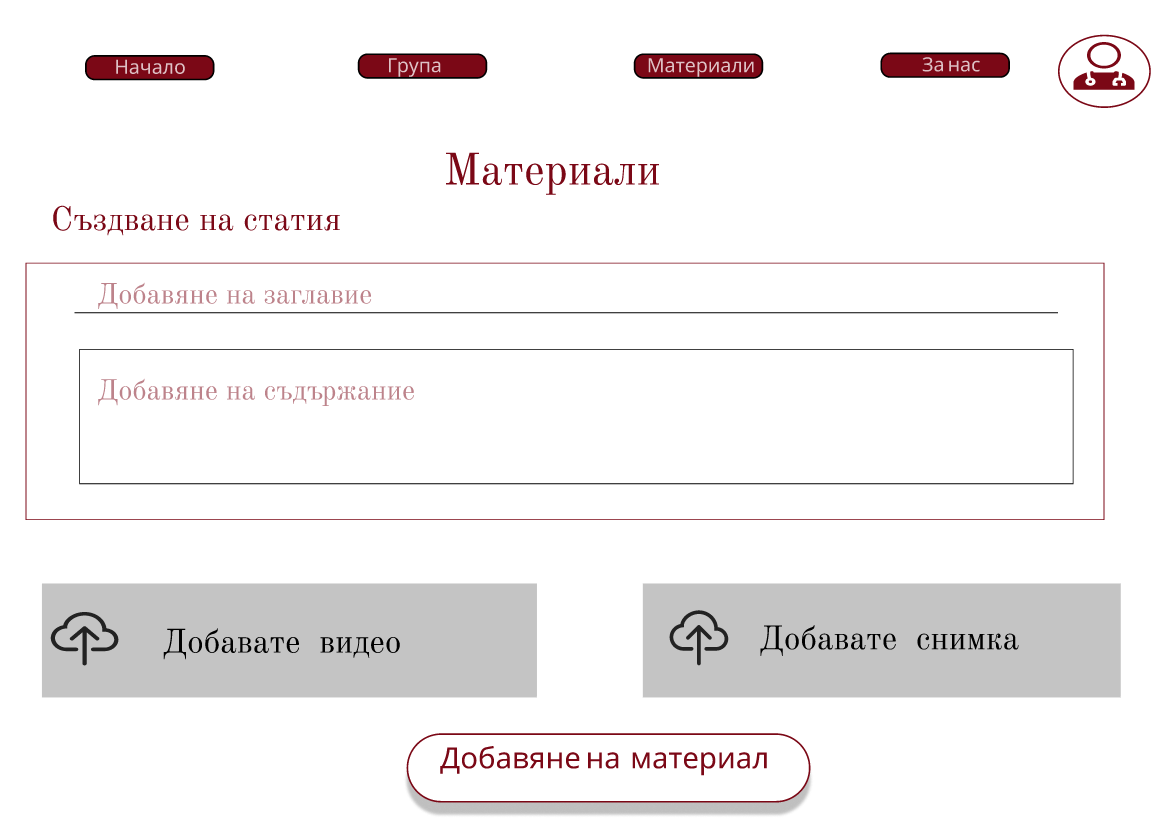 Начало
Група
Материали
За нас
Материали
Създване на статия
Добавяне на заглавие
Добавяне на съдържание
Добавате видео
Добавате снимка
Добавяне на материал